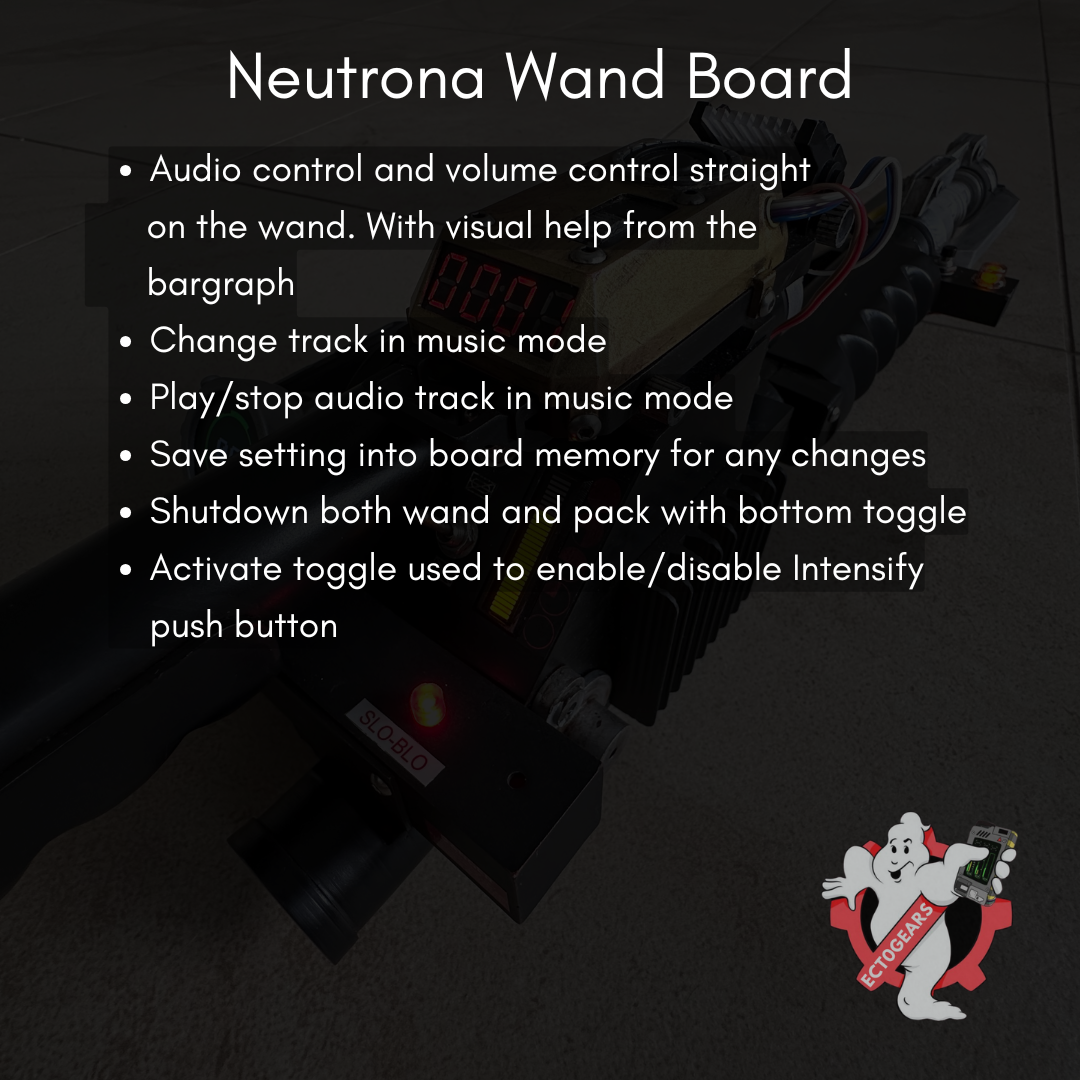 Neutrona Wand Board
• Audio control and volume control straight
on the wand. With visual help from the
bargraph
• Change track in music mode
• Play/stop audio track in music mode
• Save setting into board memory for any changes
• Shutdown both wand and pack with bottom toggle
• Activate toggle used to enable/disable Intensify
push button
SLO-BLO
ECTOGEARS